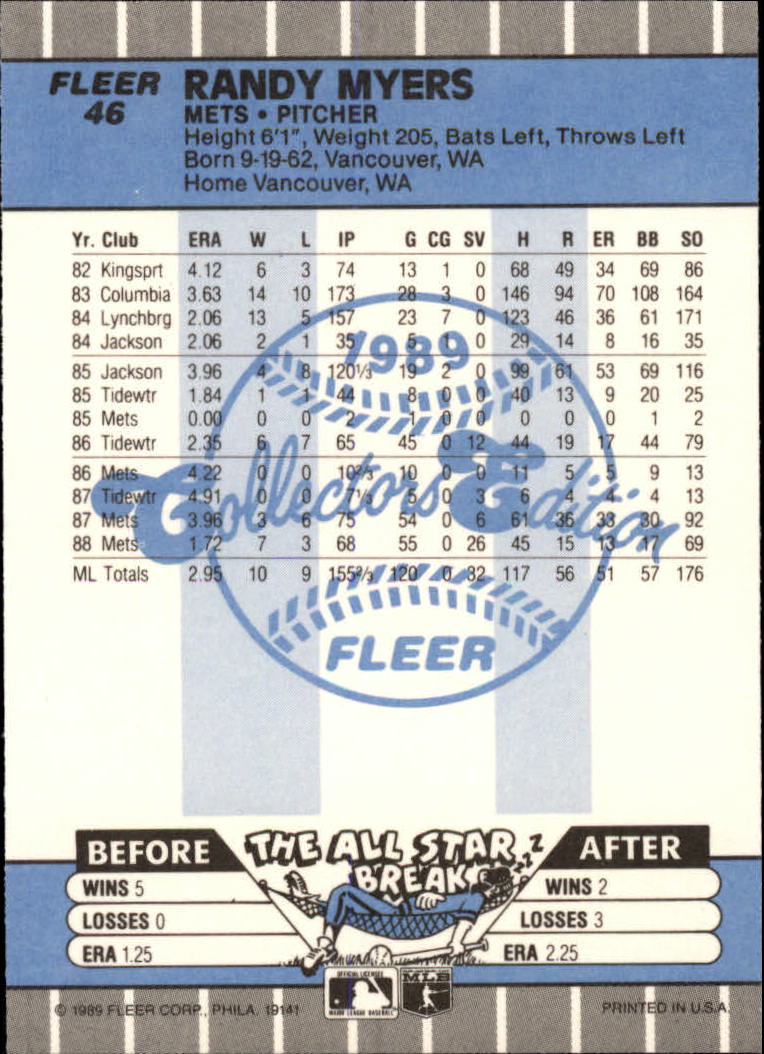 FLEER
46
RANDY MYERS
METS • PITCHER
Height 6'1", Weight 205, Bats Left, Throws Left
Born 9-19-62, Vancouver, WA
Home Vancouver, WA
Yr. Club ERA W L IP G CG SV H R ER BB SO
82 Kingsprt 4.12 6 3 74 13 1 0 68 49 34 69 86
83 Columbia 3.63 14 10 173 28 3 0 146 94 70 108 164
84 Lynchbrg 2.06 13 5 157 23 7 0 123 46 36 61 171
84 Jackson 2.06 2 1 35 5 1 0 29 14 8 16 35
85 Jackson 3.96 4 8 120⅓ 19 2 0 99 61 53 69 116
85 Tidewtr 1.84 1 1 44 8 0 0 40 13 9 20 25
85 Mets 0.00 0 0 2 1 0 0 0 0 0 1 2
86 Tidewtr 2.35 6 7 65 45 0 12 44 19 17 44 79
86 Mets 4.22 0 0 10⅔ 10 0 0 11 5 5 9 13
87 Tidewtr 4.91 0 0 7⅓ 5 0 3 6 4 4 4 13
87 Mets 3.96 3 6 75 54 0 6 61 36 33 30 92
88 Mets 1.72 7 3 68 55 0 26 45 15 13 17 69
ML Totals 2.95 10 9 155⅔ 120 0 32 117 56 51 57 176
1989
Collectors Edition
FLEER
BEFORE
WINS 5
LOSSES 0
ERA 1.25
THE ALL STAR
BREAK
ZZZ
AFTER
WINS 2
LOSSES 3
ERA 2.25
OFFICIAL LICENSEE
MAJOR LEAGUE BASEBALL
MLB
© 1989 FLEER CORP., PHILA. 19141
PRINTED IN U.S.A.